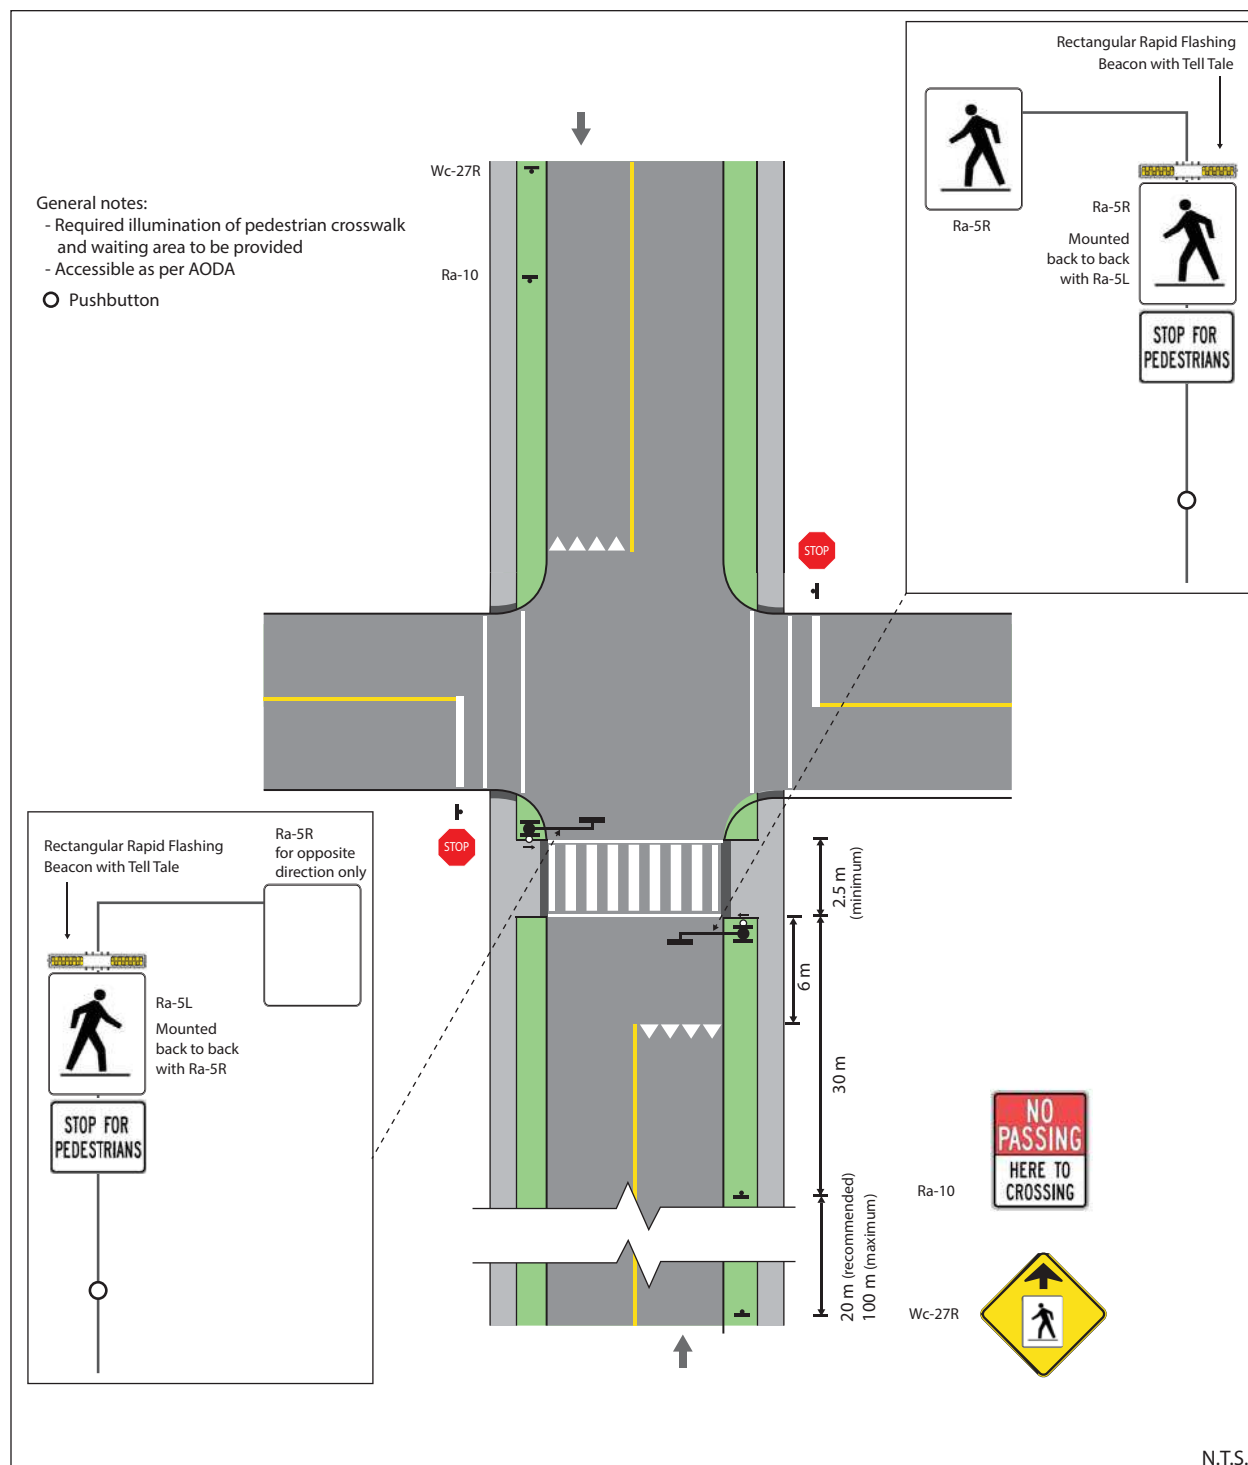 Rectangular Rapid Flashing
Beacon with Tell Tale
Ra-5R
Ra-5R
Mounted
back to back
with Ra-5L
STOP FOR
PEDESTRIANS
General notes:
- Required illumination of pedestrian crosswalk
and waiting area to be provided
- Accessible as per AODA
Pushbutton
Wc-27R
Ra-10
STOP
STOP
Rectangular Rapid Flashing
Beacon with Tell Tale
Ra-5R
for opposite
direction only
Ra-5L
Mounted
back to back
with Ra-5R
STOP FOR
PEDESTRIANS
2.5 m
(minimum)
6 m
30 m
20 m (recommended)
100 m (maximum)
Ra-10
NO
PASSING
HERE TO
CROSSING
Wc-27R
N.T.S.